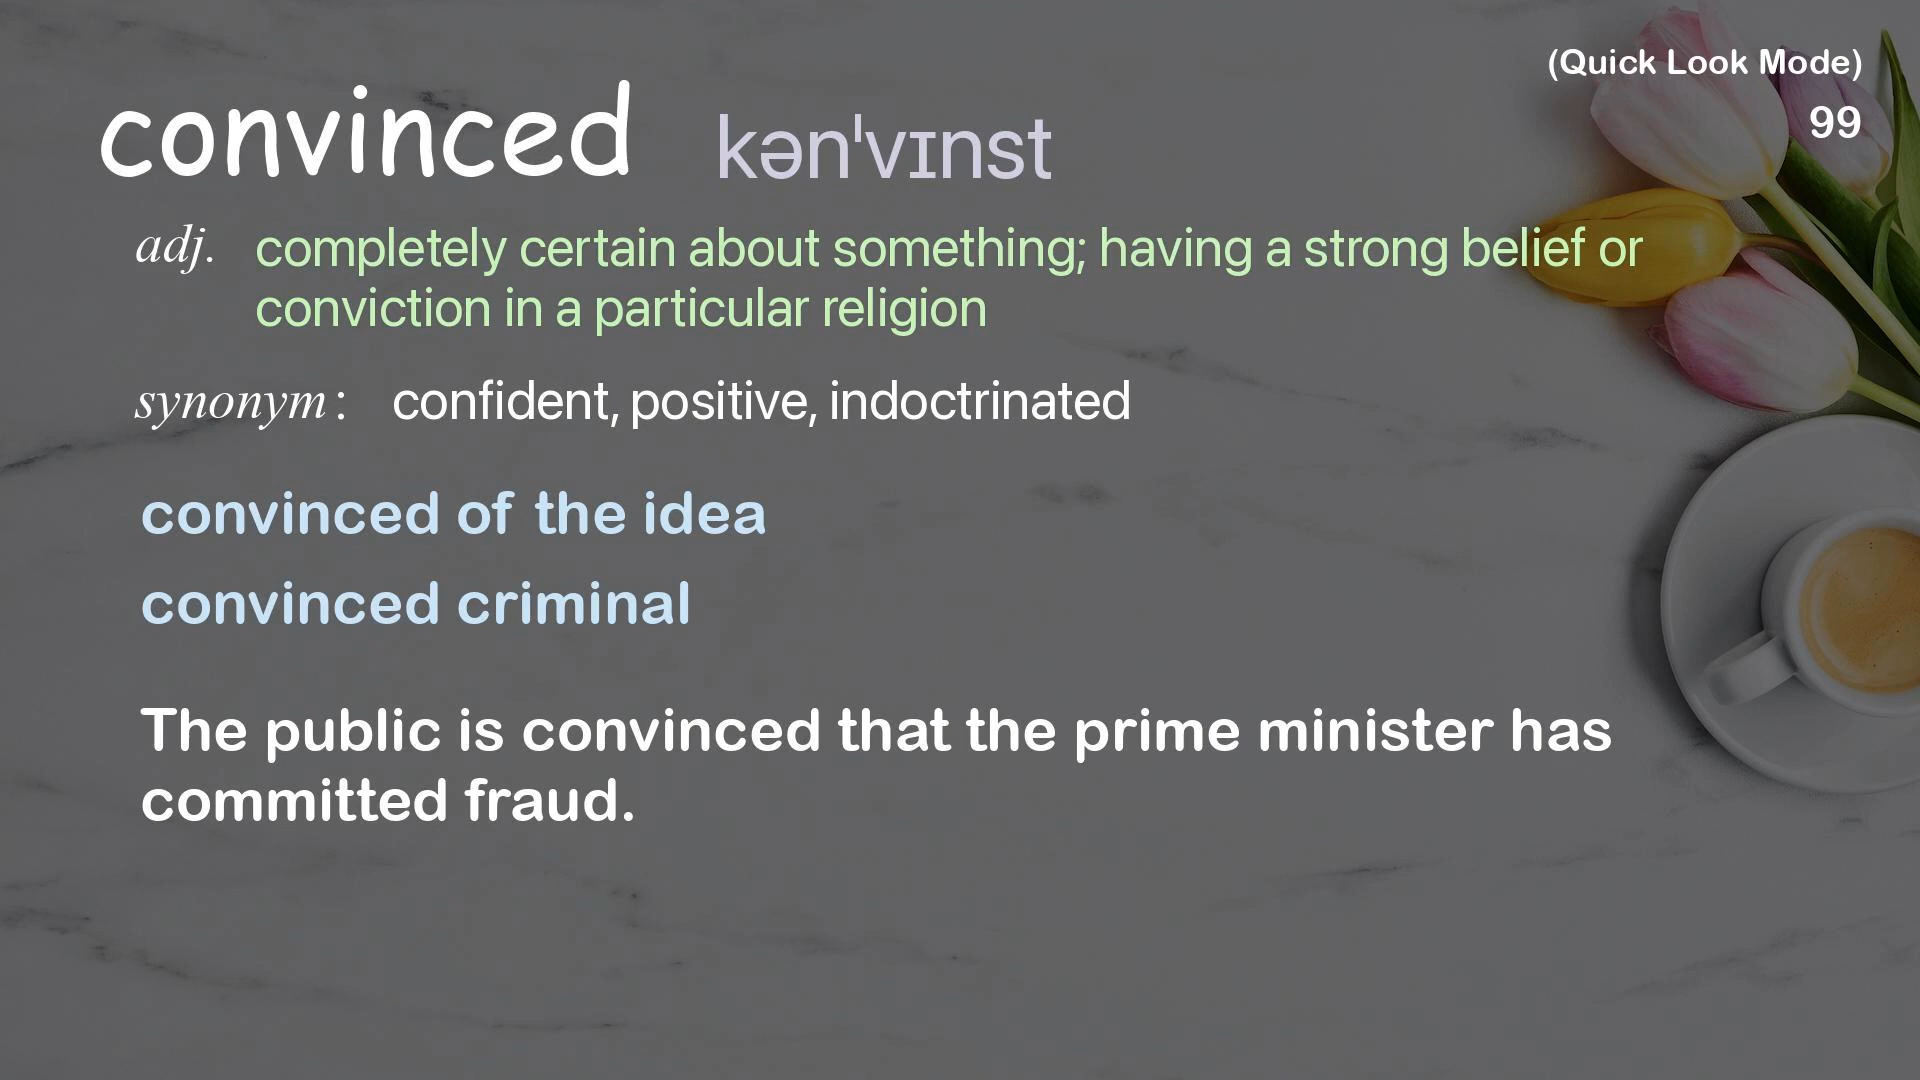 (Quick Look Mode)
99
convinced kən'vɪnst
adj. completely certain about something; having a strong belief or
conviction in a particular religion
synonym : confident, positive, indoctrinated
convinced of the idea
convinced criminal
The public is convinced that the prime minister has
committed fraud.